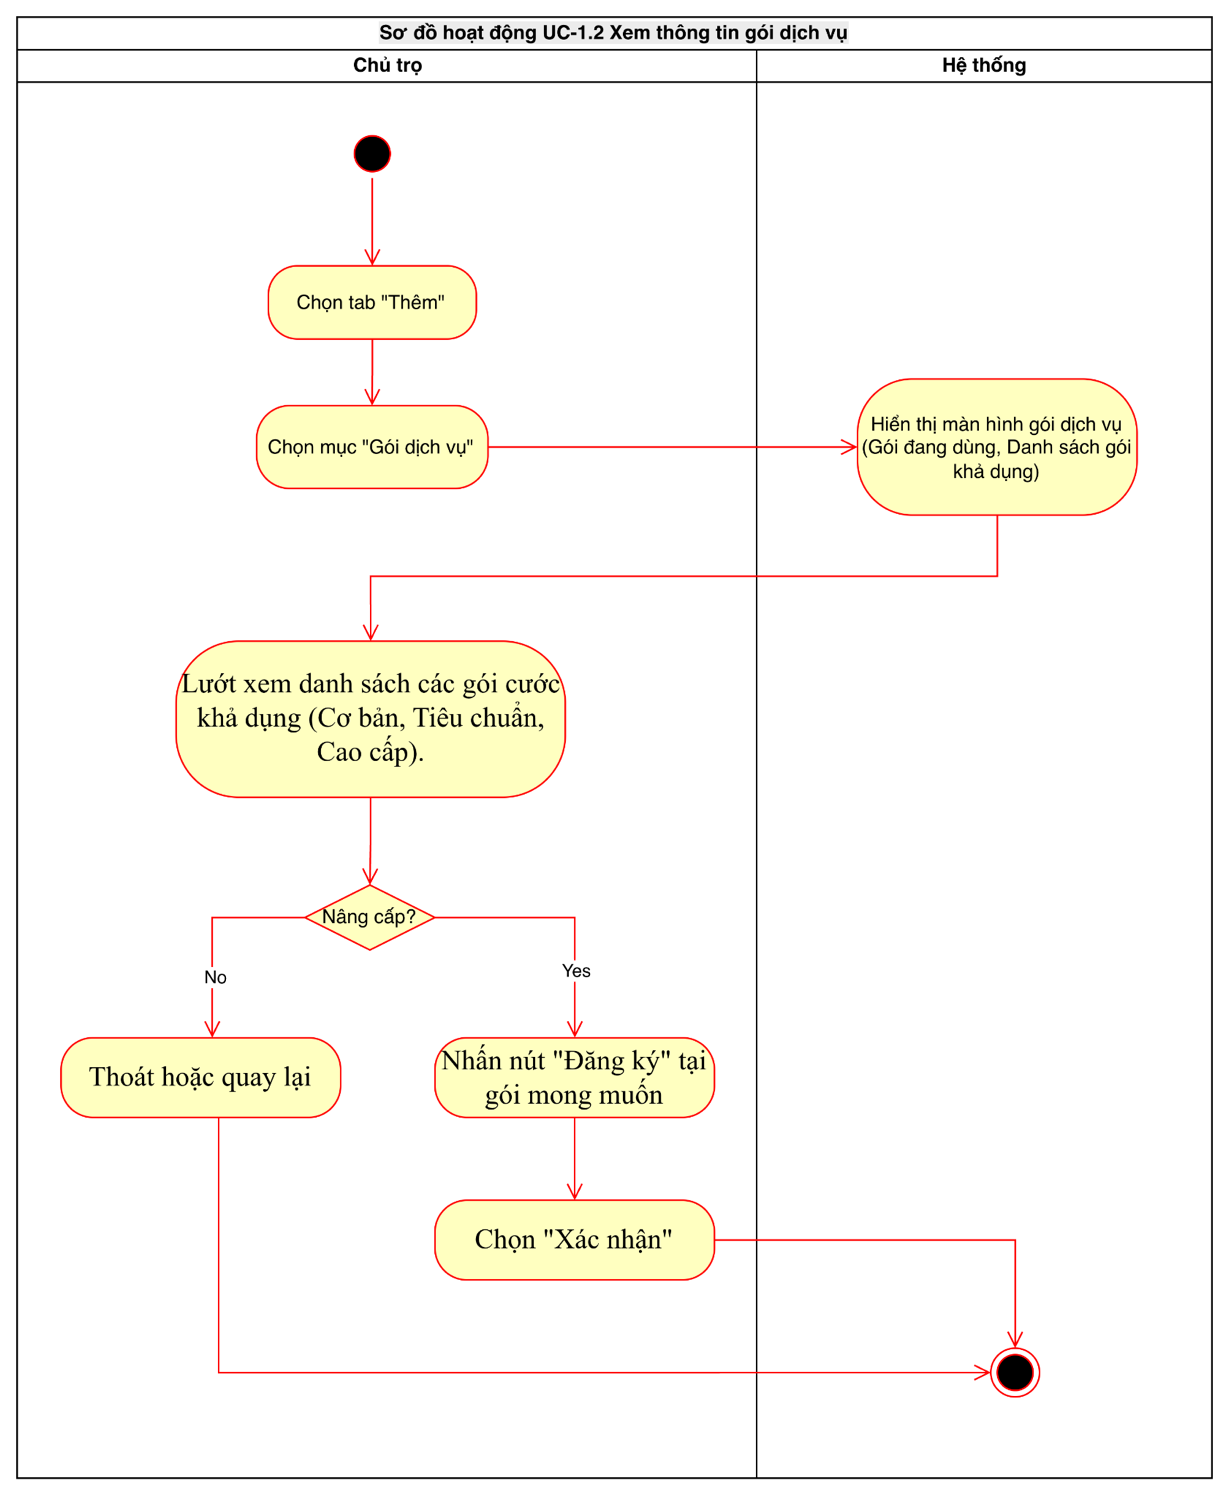 Sơ đồ hoạt động UC-1.2 Xem thông tin gói dịch vụ
Chủ trọ
Hệ thống
Chọn tab "Thêm"
Chọn mục "Gói dịch vụ"
Hiển thị màn hình gói dịch vụ
(Gói đang dùng, Danh sách gói
khả dụng)
Lướt xem danh sách các gói cước
khả dụng (Cơ bản, Tiêu chuẩn,
Cao cấp).
Nâng cấp?
No
Yes
Thoát hoặc quay lại
Nhấn nút "Đăng ký" tại
gói mong muốn
Chọn "Xác nhận"